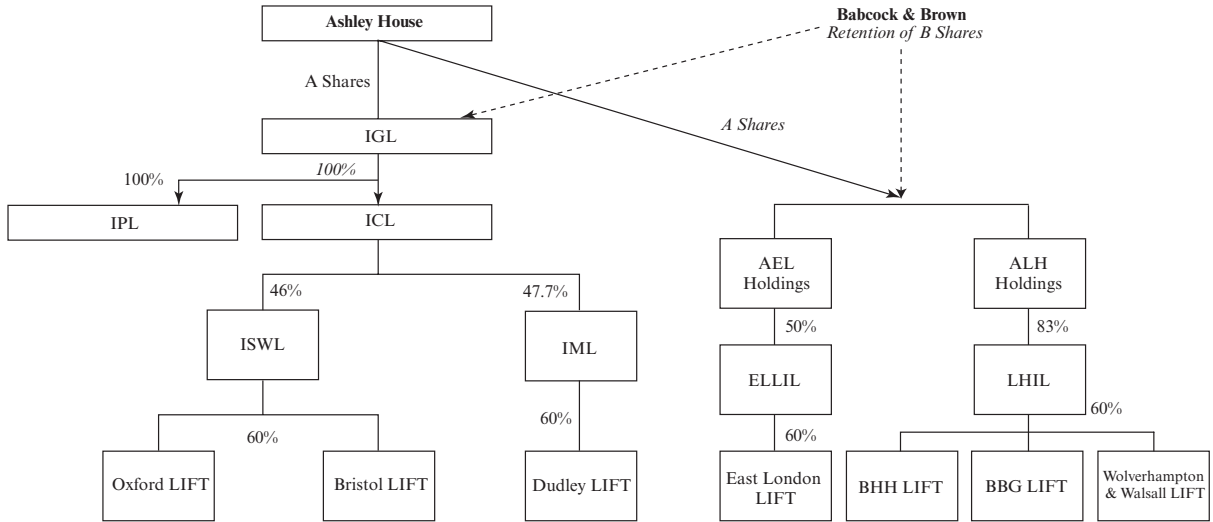 Ashley House
Babcock & Brown
Retention of B Shares
A Shares
A Shares
IGL
100%
100%
IPL
ICL
AEL
Holdings
ALH
Holdings
46%
47.7%
50%
83%
ISWL
IML
ELLIL
LHIL
60%
60%
60%
60%
Oxford LIFT
Bristol LIFT
Dudley LIFT
East London
LIFT
BHH LIFT
BBG LIFT
Wolverhampton
& Walsall LIFT